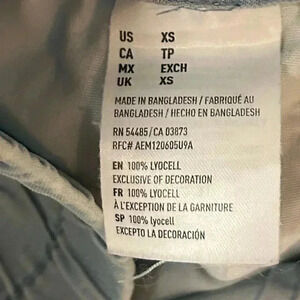 US XS
CA TP
MX EXCH
UK XS
MADE IN BANGLADESH / FABRIQUÉ AU
BANGLADESH / HECHO EN BANGLADESH
RN 54485/CA 03873
RFC# AEM120605U9A
EN 100% LYOCELL
EXCLUSIVE OF DECORATION
FR 100% LYOCELL
À L'EXCEPTION DE LA GARNITURE
SP 100% lyocell
EXCEPTO LA DECORACIÓN